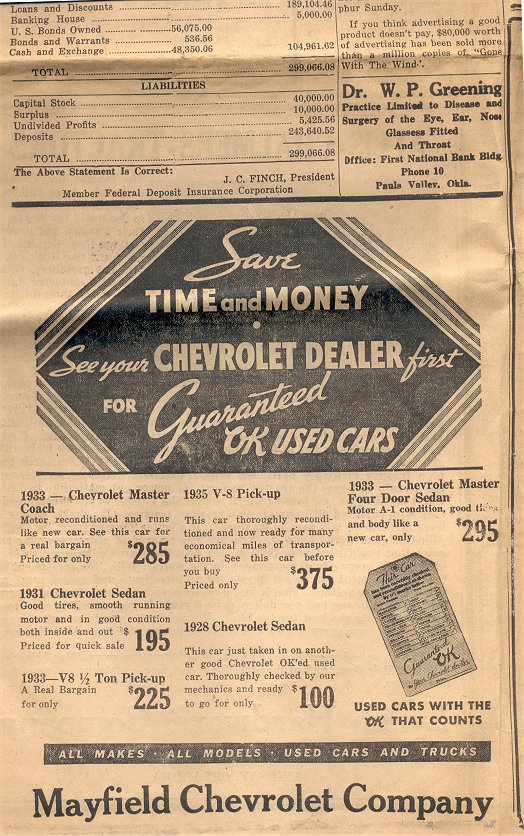 Loans and Discounts 189,104.46
Banking House 5,000.00
U. S. Bonds Owned 56,075.00
Bonds and Warrants 536.56
Cash and Exchange 48,350.06 104,961.62
TOTAL 299,066.08
LIABILITIES
Capital Stock 40,000.00
Surplus 10,000.00
Undivided Profits 5,425.56
Deposits 243,640.52
TOTAL 299,066.08
The Above Statement Is Correct:
J. C. FINCH, President
Member Federal Deposit Insurance Corporation
phur Sunday.
If you think advertising a good
product doesn't pay, $80,000 worth
of advertising has been sold more
than a million copies of "Gone
With The Wind".
Dr. W. P. Greening
Practice Limited to Disease and
Surgery of the Eye, Ear, Nose
Glassess Fitted
And Throat
Office: First National Bank Bldg
Phone 10
Pauls Valley, Okla.
Save
TIME and MONEY
See your CHEVROLET DEALER first
FOR Guaranteed
OK USED CARS
1933 — Chevrolet Master
Coach
Motor reconditioned and runs
like new car. See this car for
a real bargain
Priced for only $285
1931 Chevrolet Sedan
Good tires, smooth running
motor and in good condition
both inside and out
Priced for quick sale $195
1933—V8 ½ Ton Pick-up
A Real Bargain
for only $225
1935 V-8 Pick-up
This car thoroughly recondi-
tioned and now ready for many
economical miles of transpor-
tation. See this car before
you buy
Priced only $375
1928 Chevrolet Sedan
This car just taken in on anoth-
er good Chevrolet OK'ed used
car. Thoroughly checked by our
mechanics and ready
to go for only $100
1933 — Chevrolet Master
Four Door Sedan
Motor A-1 condition, good
and body like a
new car, only $295
This Car
Guaranteed
OK
Your Chevrolet dealer
USED CARS WITH THE
OK THAT COUNTS
ALL MAKES · ALL MODELS · USED CARS AND TRUCKS
Mayfield Chevrolet Company